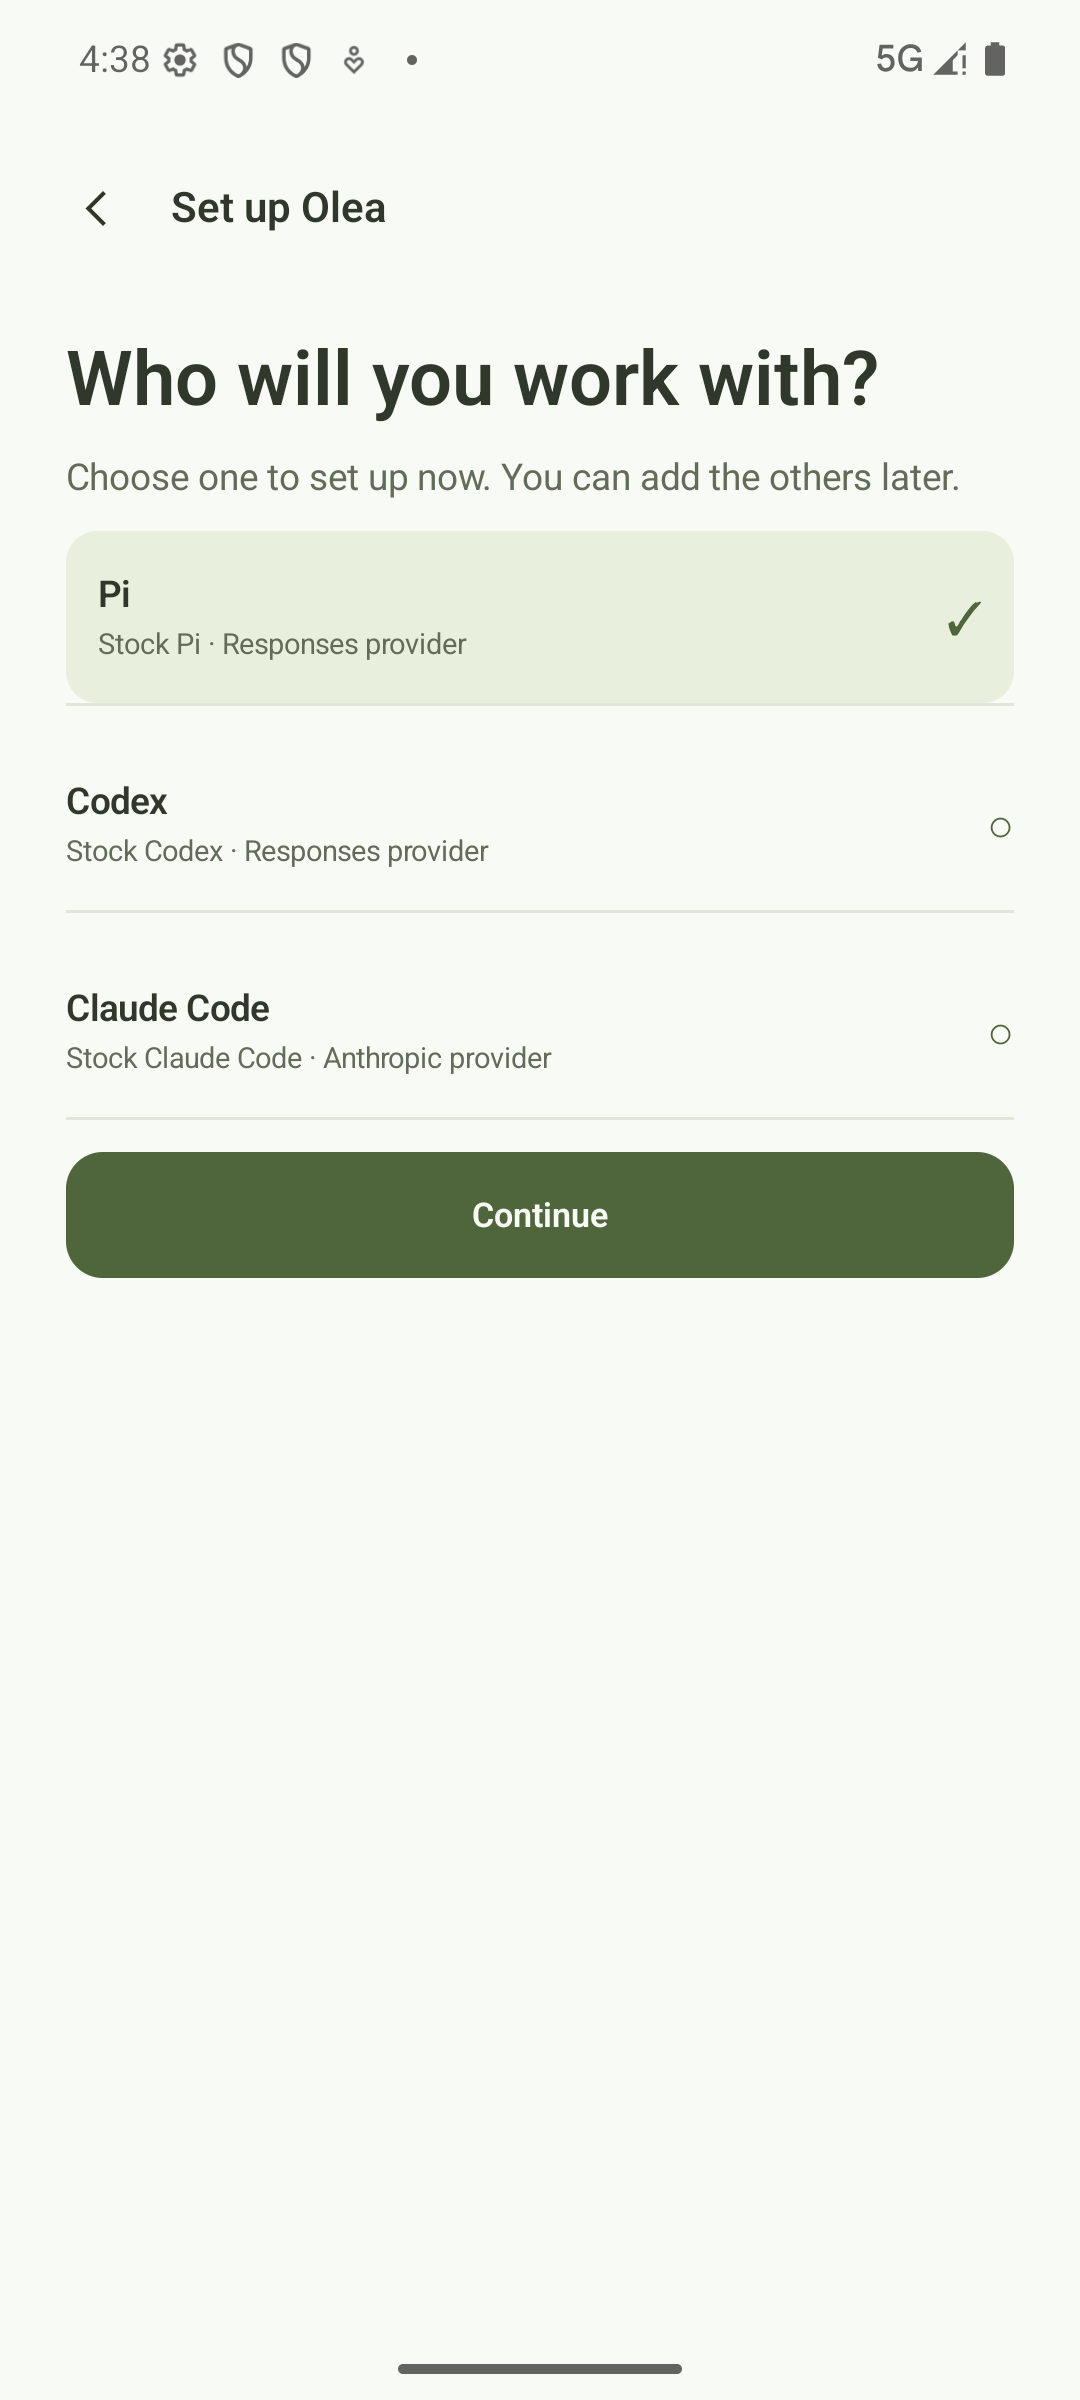 4:38
5G
Set up Olea
Who will you work with?
Choose one to set up now. You can add the others later.
Pi
Stock Pi · Responses provider
✓
Codex
Stock Codex · Responses provider
Claude Code
Stock Claude Code · Anthropic provider
Continue